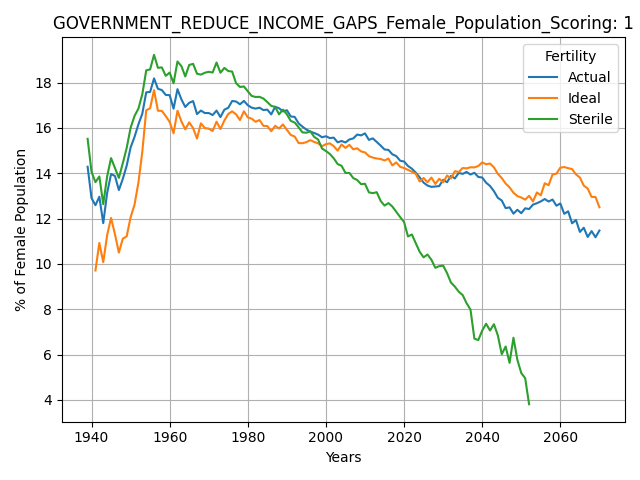 GOVERNMENT_REDUCE_INCOME_GAPS_Female_Population_Scoring: 1
Fertility
Actual
Ideal
Sterile
% of Female Population
18
16
14
12
10
8
6
4
1940 1960 1980 2000 2020 2040 2060
Years